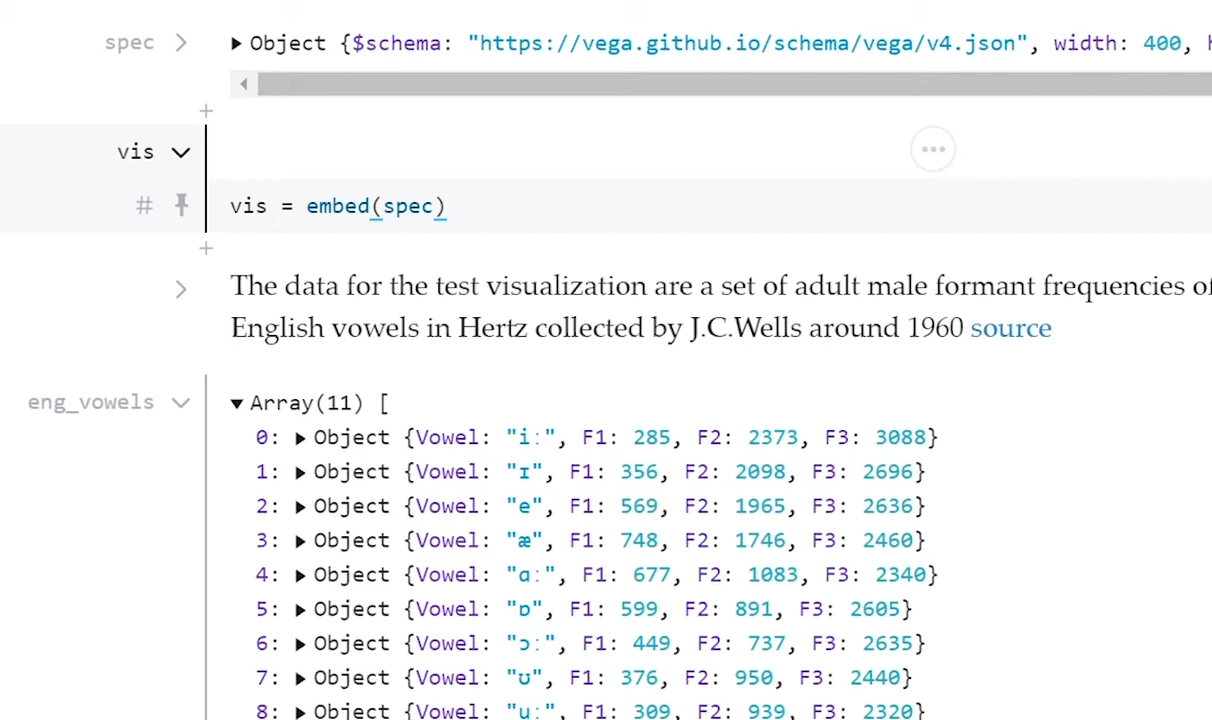 spec > ▶ Object {$schema: "https://vega.github.io/schema/vega/v4.json", width: 400,
+
vis
# vis = embed(spec)
+
The data for the test visualization are a set of adult male formant frequencies of
English vowels in Hertz collected by J.C.Wells around 1960 source
eng_vowels ▼ Array(11) [
0: ▶ Object {Vowel: "iː", F1: 285, F2: 2373, F3: 3088}
1: ▶ Object {Vowel: "ɪ", F1: 356, F2: 2098, F3: 2696}
2: ▶ Object {Vowel: "e", F1: 569, F2: 1965, F3: 2636}
3: ▶ Object {Vowel: "æ", F1: 748, F2: 1746, F3: 2460}
4: ▶ Object {Vowel: "ɑː", F1: 677, F2: 1083, F3: 2340}
5: ▶ Object {Vowel: "ɒ", F1: 599, F2: 891, F3: 2605}
6: ▶ Object {Vowel: "ɔː", F1: 449, F2: 737, F3: 2635}
7: ▶ Object {Vowel: "ʊ", F1: 376, F2: 950, F3: 2440}
8: ▶ Object {Vowel: "uː", F1: 309, F2: 939, F3: 2320}